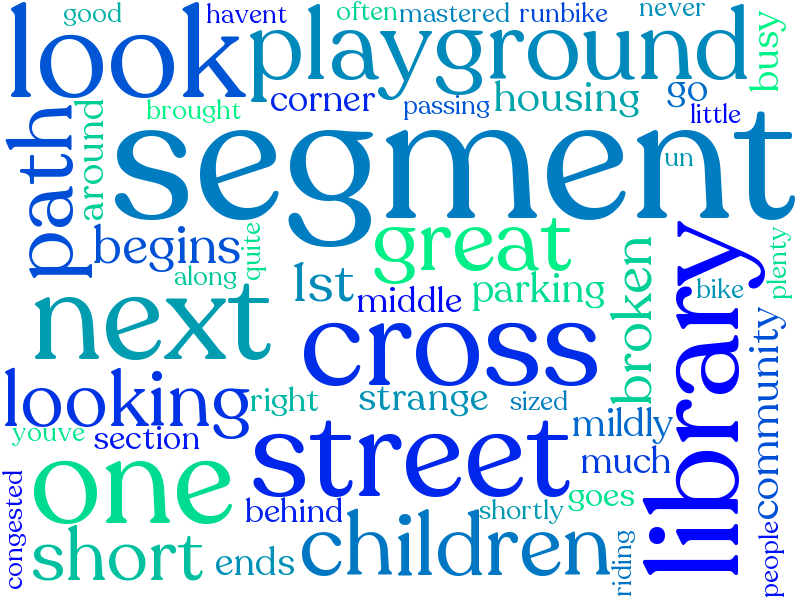 good havent often mastered runbike never
look playground busy
corner passing housing go
brought little
path around segment un
begins quite great library
along lst parking broken bike plenty
next middle
cross community
looking right strange sized
youve section mildly
one street much
congested behind shortly goes
short ends children riding people